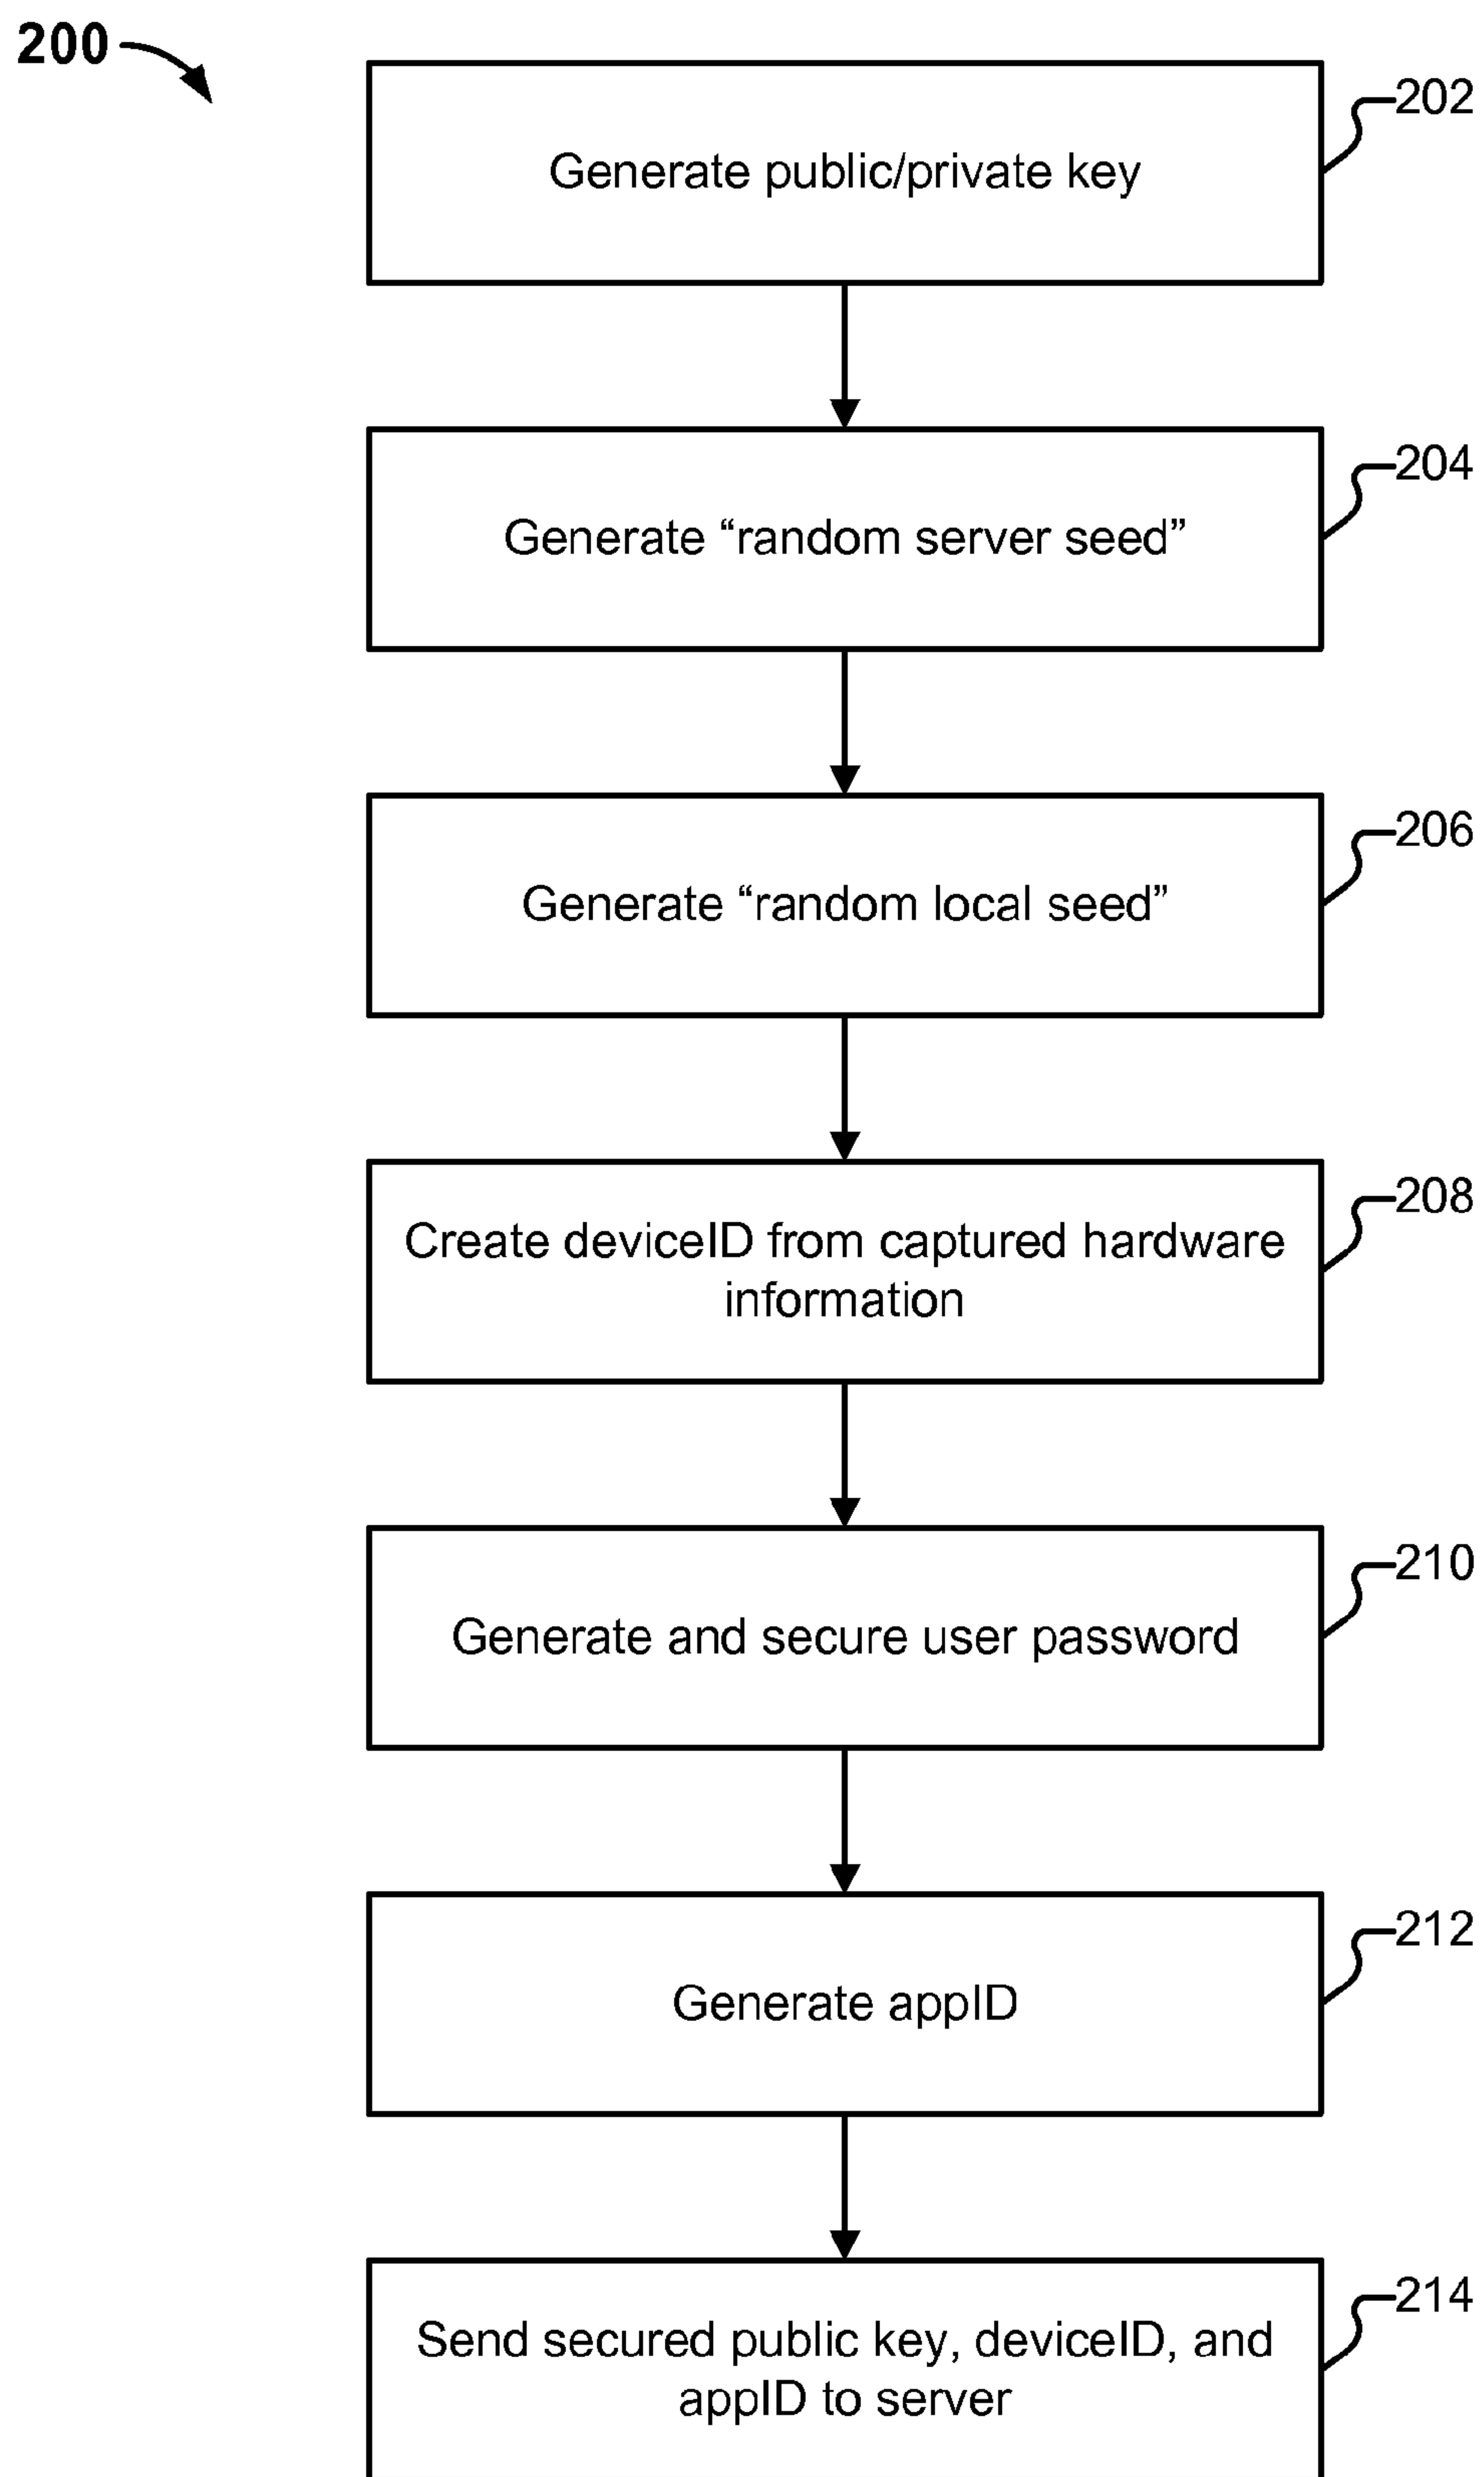 200
202
Generate public/private key
204
Generate “random server seed”
206
Generate “random local seed”
208
Create deviceID from captured hardware
information
210
Generate and secure user password
212
Generate appID
214
Send secured public key, deviceID, and
appID to server